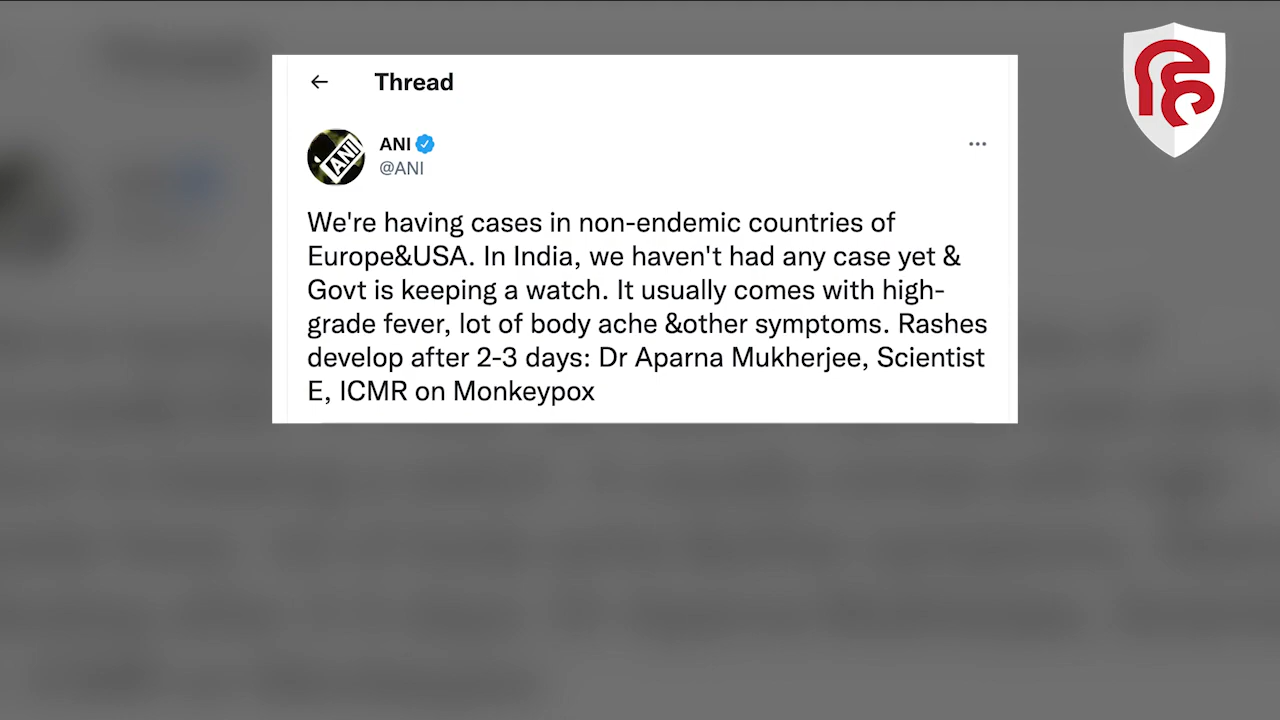 Thread
ANI
@ANI
We're having cases in non-endemic countries of
Europe&USA. In India, we haven't had any case yet &
Govt is keeping a watch. It usually comes with high-
grade fever, lot of body ache &other symptoms. Rashes
develop after 2-3 days: Dr Aparna Mukherjee, Scientist
E, ICMR on Monkeypox